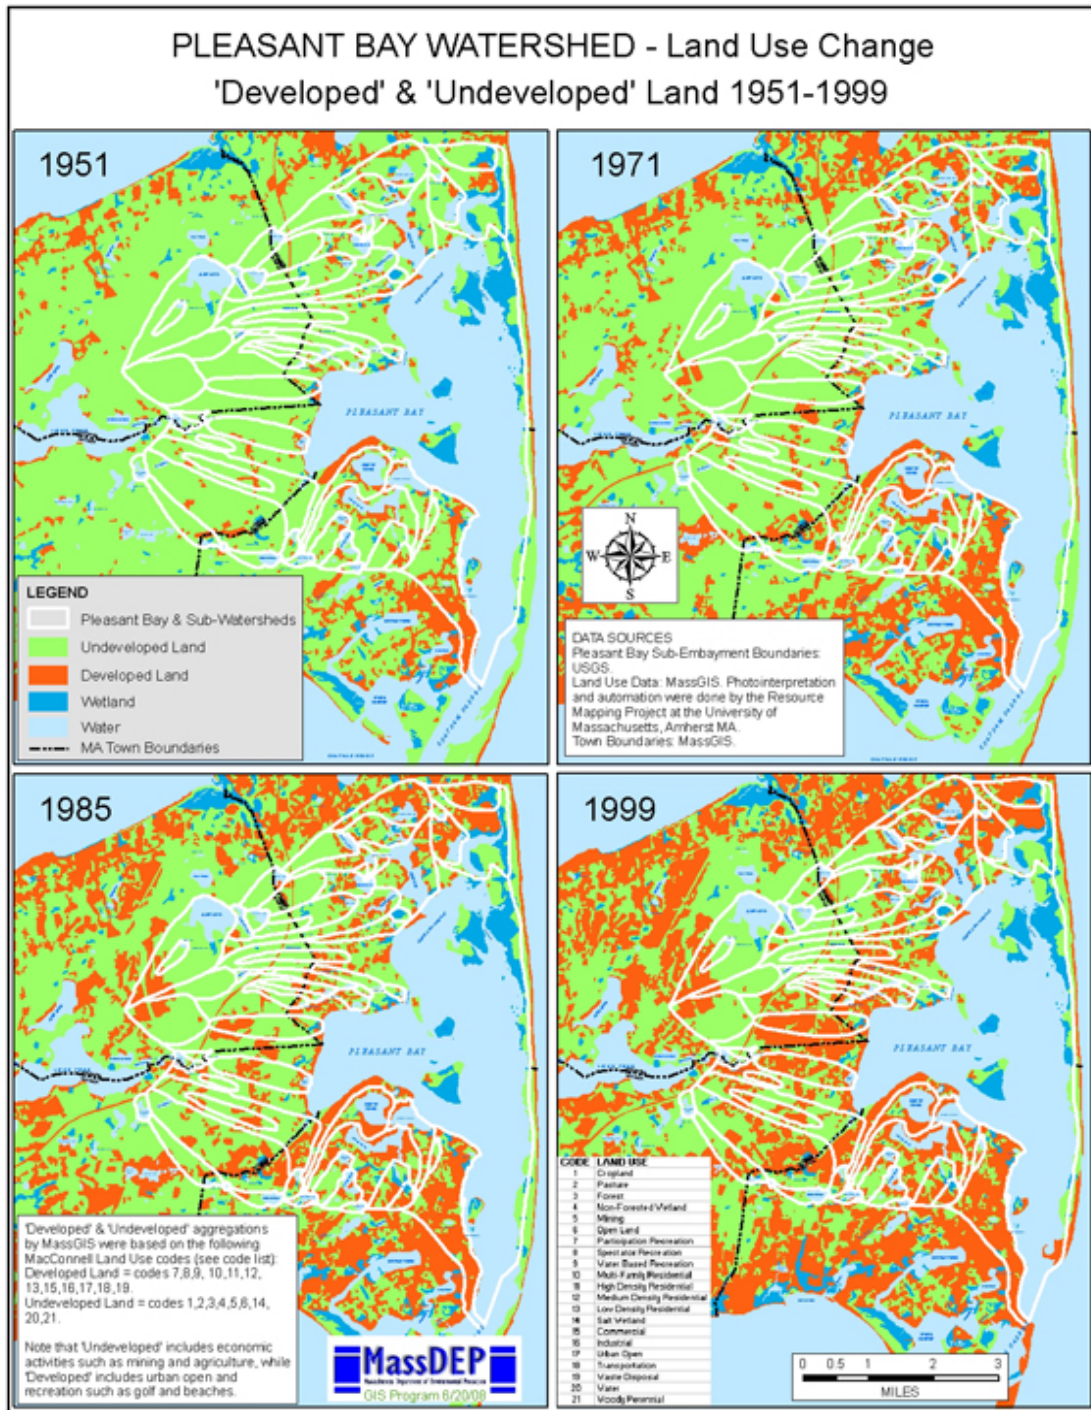 PLEASANT BAY WATERSHED - Land Use Change
'Developed' & 'Undeveloped' Land 1951-1999
1951
PLEASANT BAY
LEGEND
Pleasant Bay & Sub-Watersheds
Undeveloped Land
Developed Land
Wetland
Water
MA Town Boundaries
1971
PLEASANT BAY
N
W E
S
DATA SOURCES
Pleasant Bay Sub-Embayment Boundaries:
USGS.
Land Use Data: MassGIS. Photointerpretation
and automation were done by the Resource
Mapping Project at the University of
Massachusetts, Amherst MA.
Town Boundaries: MassGIS.
1985
PLEASANT BAY
'Developed' & 'Undeveloped' aggregations
by MassGIS were based on the following
MacConnell Land Use codes (see code list):
Developed Land = codes 7,8,9, 10,11,12,
13,15,16,17,18,19.
Undeveloped Land = codes 1,2,3,4,5,6,14,
20,21.
Note that 'Undeveloped' includes economic
activities such as mining and agriculture, while
'Developed' includes urban open and
recreation such as golf and beaches.
MassDEP
Massachusetts Department of Environmental Protection
GIS Program 6/20/08
1999
PLEASANT BAY
CODE LAND USE
1 Cropland
2 Pasture
3 Forest
4 Non-Forested Wetland
5 Mining
6 Open Land
7 Participation Recreation
8 Spectator Recreation
9 Water Based Recreation
10 Multi-Family Residential
11 High Density Residential
12 Medium Density Residential
13 Low Density Residential
14 Salt Wetland
15 Commercial
16 Industrial
17 Urban Open
18 Transportation
19 Waste Disposal
20 Water
21 Woody Perennial
0 0.5 1 2 3
MILES